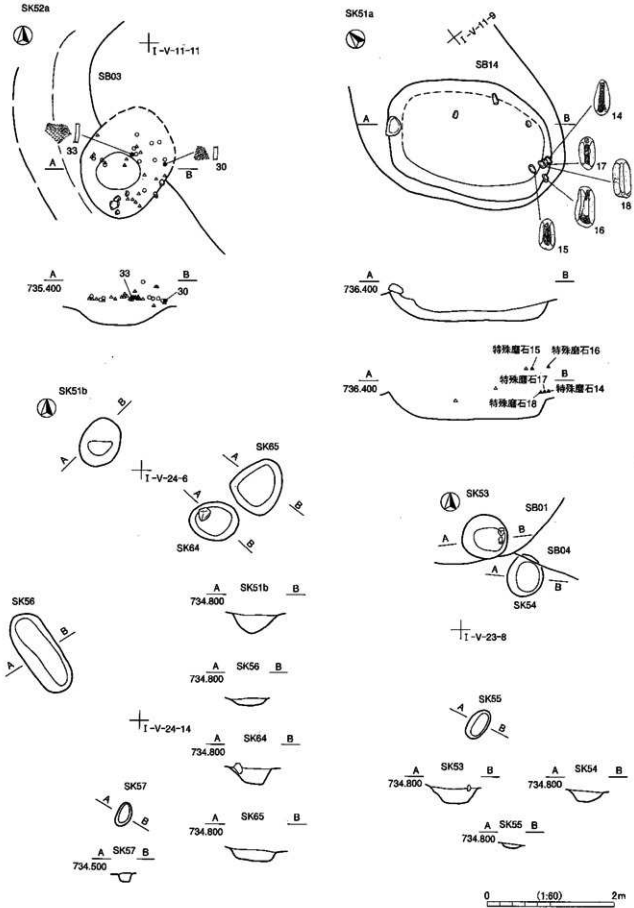 SK52a
I-V-11-11
SB03
33
30
A
B
33
30
A
B
735.400
SK51a
I-V-11-9
SB14
A
B
14
17
18
16
15
A
B
736.400
特殊磨石15
特殊磨石16
特殊磨石17
A
B
736.400
特殊磨石14
特殊磨石18
SK51b
B
A
I-V-24-6
SK65
A
B
A
SK64
B
SK56
B
A
I-V-24-14
A
SK51b
B
734.800
A
SK56
B
734.800
A
SK64
B
734.800
A
SK65
B
734.800
SK57
A
B
A
SK57
B
734.500
SK53
SB01
A
B
SB04
A
B
SK54
I-V-23-8
SK55
A
B
A
SK53
B
734.800
A
SK54
B
734.800
A
SK55
B
734.800
0
(1:60)
2m